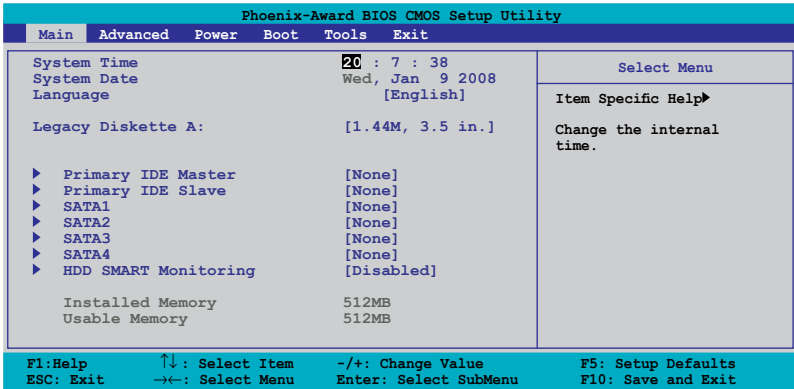 Phoenix-Award BIOS CMOS Setup Utility
Main Advanced Power Boot Tools Exit
System Time 20 : 7 : 38
System Date Wed, Jan 9 2008
Language [English]
Legacy Diskette A: [1.44M, 3.5 in.]
Primary IDE Master [None]
Primary IDE Slave [None]
SATA1 [None]
SATA2 [None]
SATA3 [None]
SATA4 [None]
HDD SMART Monitoring [Disabled]
Installed Memory 512MB
Usable Memory 512MB
Select Menu
Item Specific Help
Change the internal
time.
F1:Help ↑↓: Select Item -/+: Change Value F5: Setup Defaults
ESC: Exit →←: Select Menu Enter: Select SubMenu F10: Save and Exit